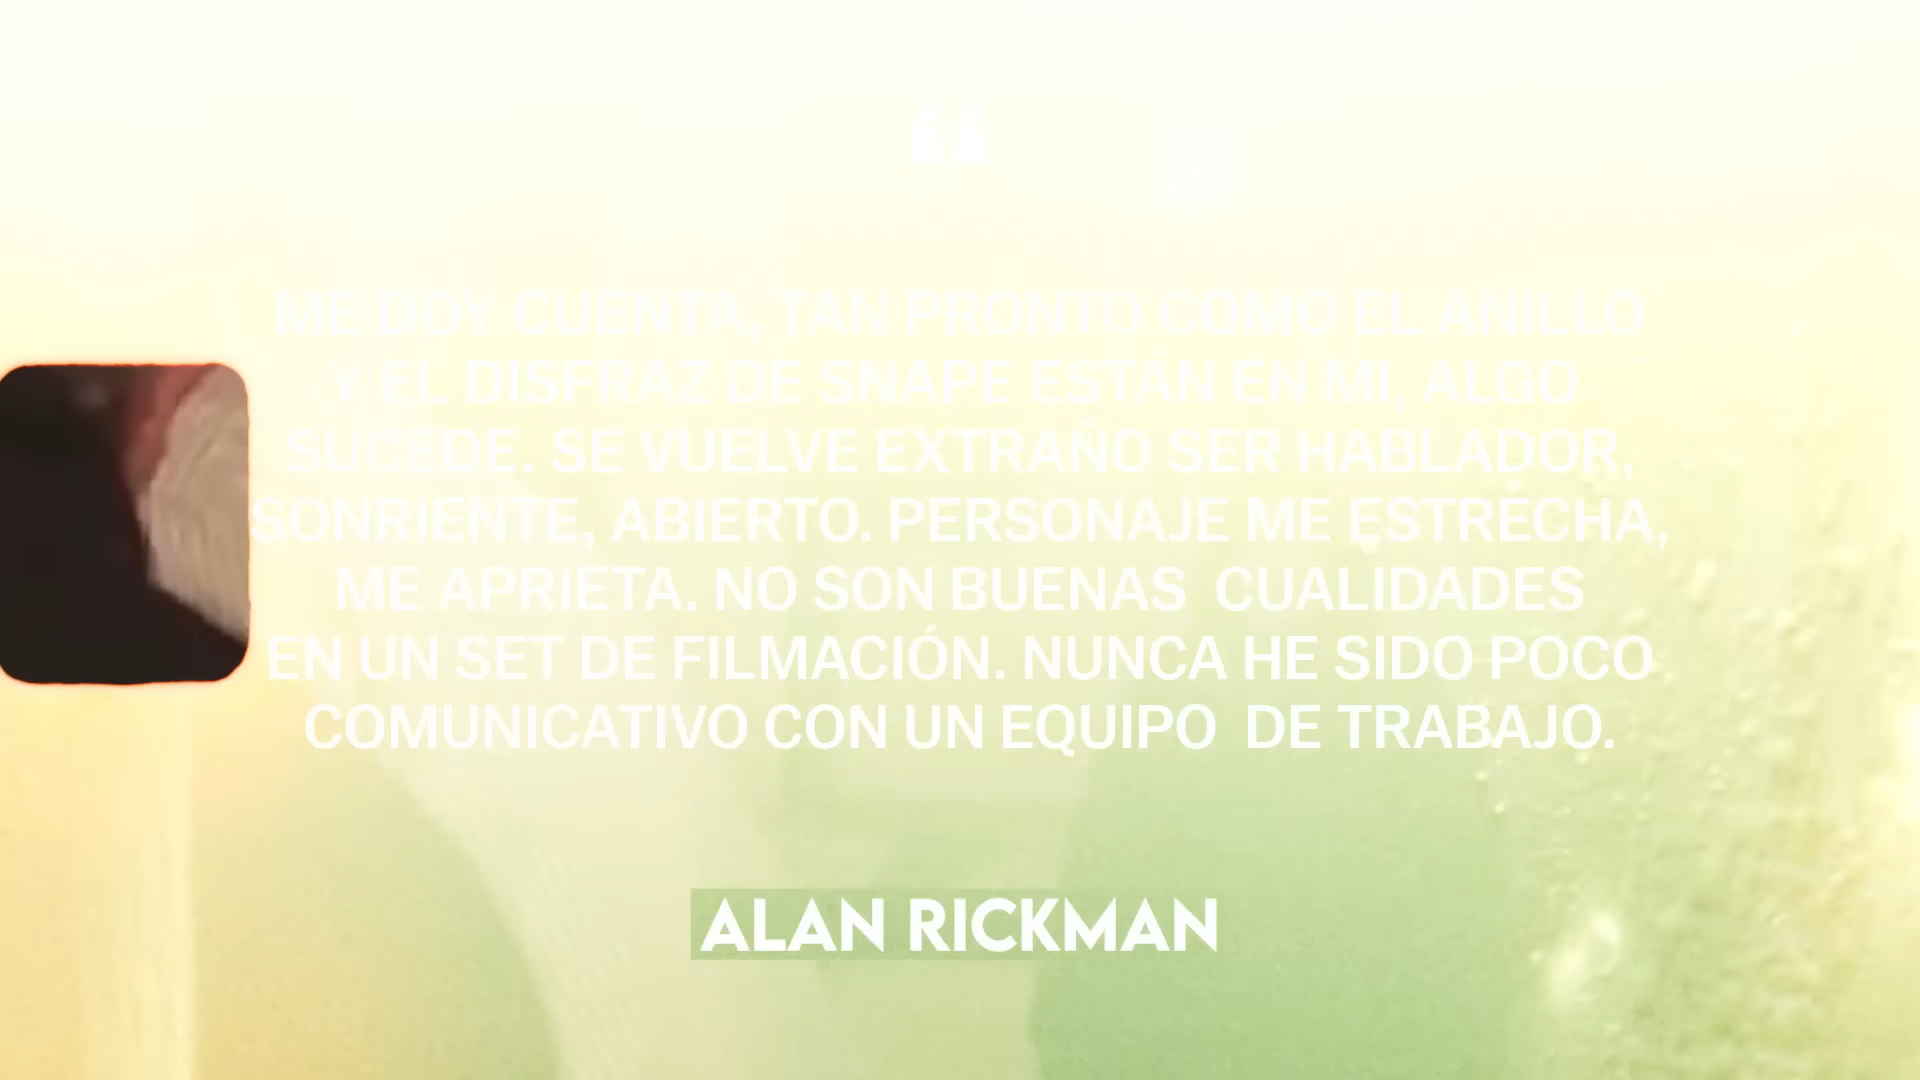 “
ME DOY CUENTA, TAN PRONTO COMO EL ANILLO
Y EL DISFRAZ DE SNAPE ESTAN EN MI, ALGO
SUCEDE. SE VUELVE EXTRAÑO SER HABLADOR,
SONRIENTE, ABIERTO. PERSONAJE ME ESTRECHA,
ME APRIETA. NO SON BUENAS CUALIDADES
EN UN SET DE FILMACIÓN. NUNCA HE SIDO POCO
COMUNICATIVO CON UN EQUIPO DE TRABAJO.
ALAN RICKMAN